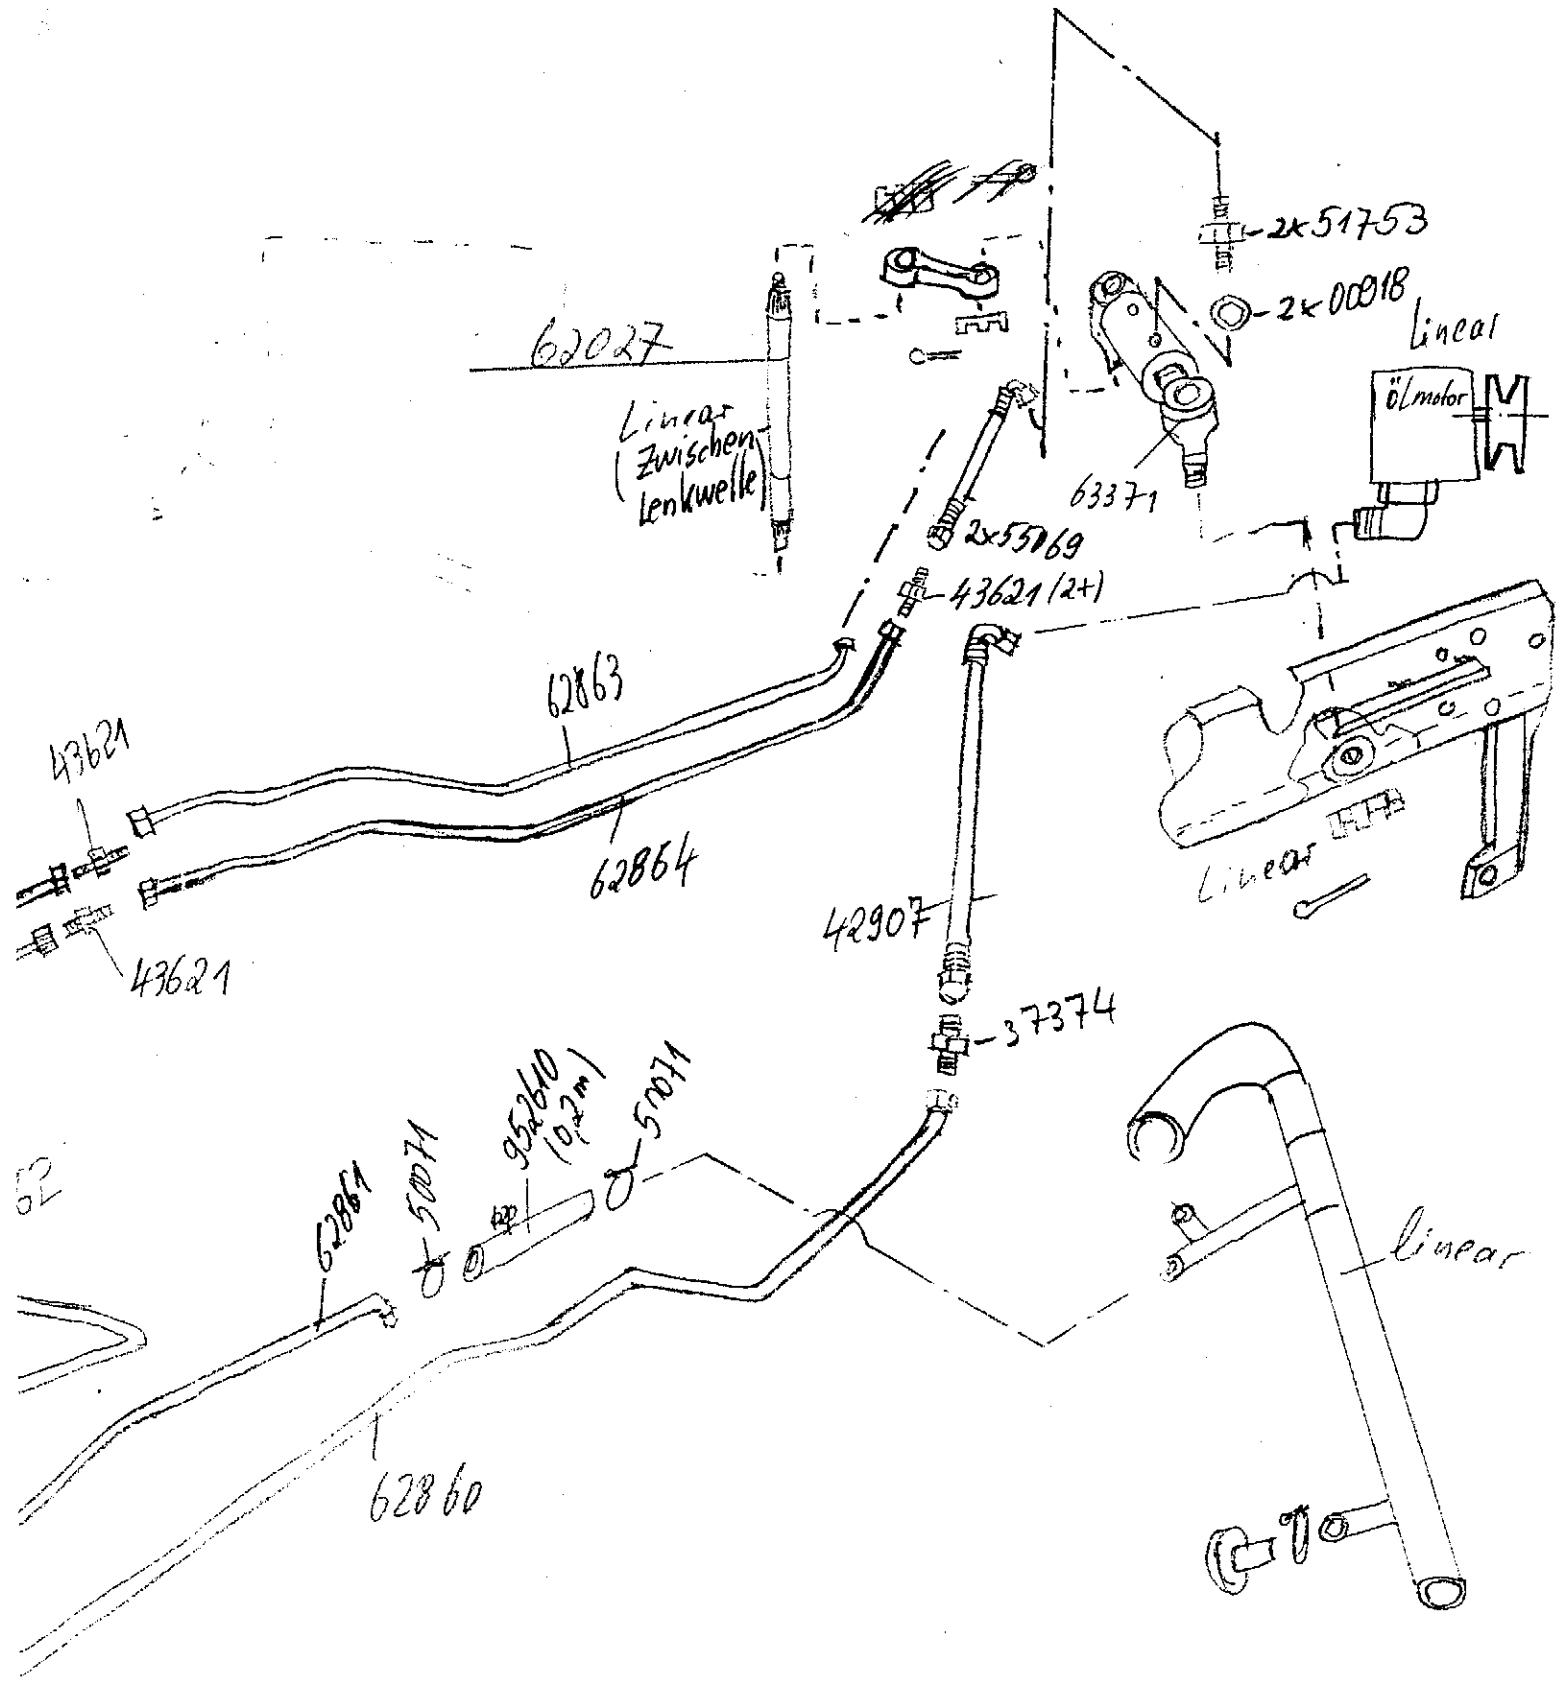 2x51753
2x00918
Linear
62027
ÖLmotor
Linear
(Zwischen-
Lenkwelle)
63371
2x55069
43621 (2+)
62863
43621
62864
Linear
42907
43621
37374
50071
952610
(0,2m)
50071
62861
linear
62860